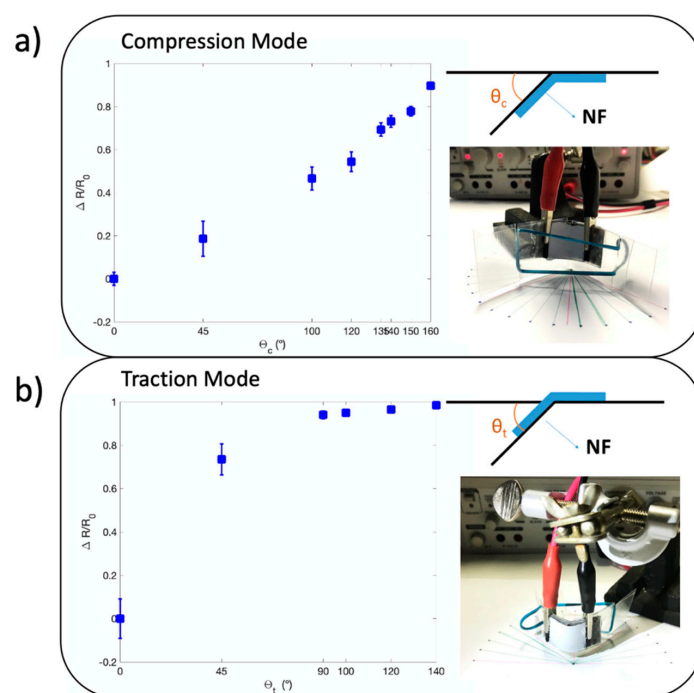 a)
Compression Mode
1
0.8
0.6
0.4
0.2
0
-0.2
Δ R/R0
0 45 100 120 135 140 150 160
Θc (°)
θc
NF
b)
Traction Mode
1
0.8
0.6
0.4
0.2
0
-0.2
Δ R/R0
0 45 90 100 120 140
Θt (°)
θt
NF